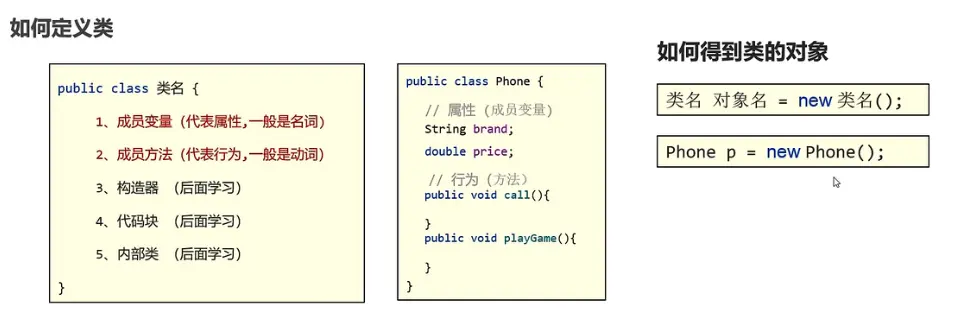 如何定义类
public class 类名 {
1、成员变量 (代表属性,一般是名词)
2、成员方法 (代表行为,一般是动词)
3、构造器 (后面学习)
4、代码块 (后面学习)
5、内部类 (后面学习)
}
public class Phone {
// 属性 (成员变量)
String brand;
double price;
// 行为 (方法)
public void call(){
}
public void playGame(){
}
}
如何得到类的对象
类名 对象名 = new 类名();
Phone p = new Phone();